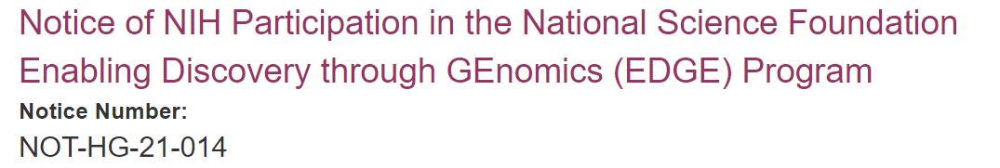 Notice of NIH Participation in the National Science Foundation
Enabling Discovery through GEnomics (EDGE) Program
Notice Number:
NOT-HG-21-014